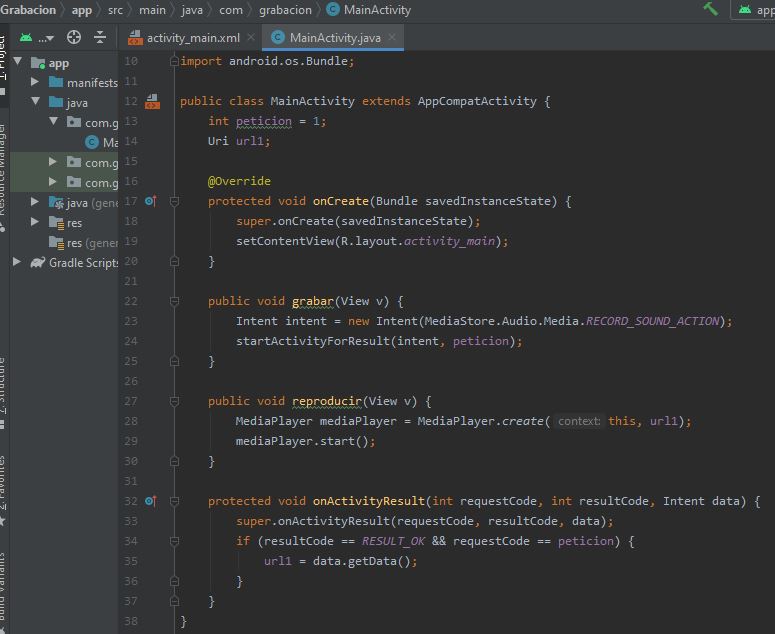 Grabacion app src main java com grabacion MainActivity app
...
activity_main.xml MainActivity.java
1: Project
app
manifests
java
com.g
Ma
com.g
com.g
java (gene
res
res (gener
Gradle Scripts
Resource Manager
Z: Structure
2: Favorites
Build Variants
10 import android.os.Bundle;
11
12 public class MainActivity extends AppCompatActivity {
13 int peticion = 1;
14 Uri url1;
15
16 @Override
17 protected void onCreate(Bundle savedInstanceState) {
18 super.onCreate(savedInstanceState);
19 setContentView(R.layout.activity_main);
20 }
21
22 public void grabar(View v) {
23 Intent intent = new Intent(MediaStore.Audio.Media.RECORD_SOUND_ACTION);
24 startActivityForResult(intent, peticion);
25 }
26
27 public void reproducir(View v) {
28 MediaPlayer mediaPlayer = MediaPlayer.create( context: this, url1);
29 mediaPlayer.start();
30 }
31
32 protected void onActivityResult(int requestCode, int resultCode, Intent data) {
33 super.onActivityResult(requestCode, resultCode, data);
34 if (resultCode == RESULT_OK && requestCode == peticion) {
35 url1 = data.getData();
36 }
37 }
38 }